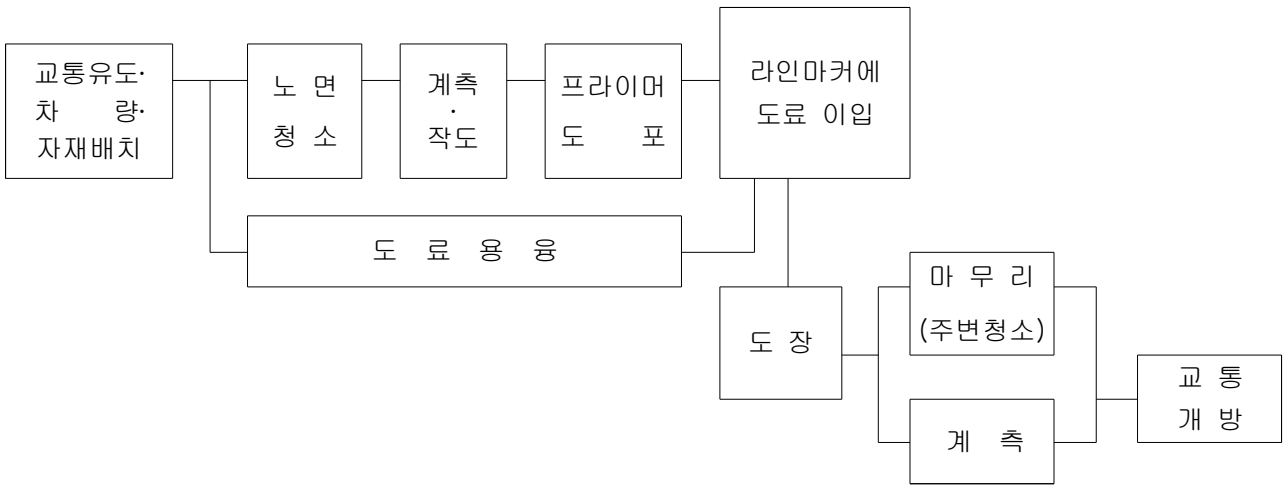 교통유도·
차 량·
자재배치
노 면
청 소
계측
·
작도
프라이머
도 포
라인마커에
도료 이입
도 료 용 융
도 장
마 무 리
(주변청소)
계 측
교 통
개 방